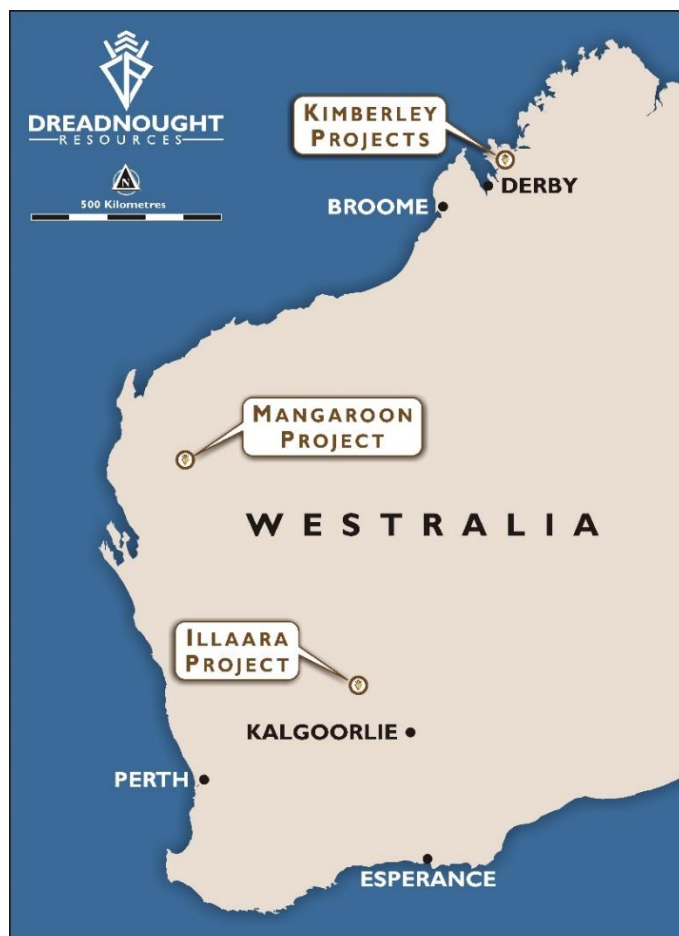 DREADNOUGHT
RESOURCES
N
500 Kilometres
KIMBERLEY
PROJECTS
DERBY
BROOME
MANGAROON
PROJECT
WESTRALIA
ILLAARA
PROJECT
KALGOORLIE
PERTH
ESPERANCE